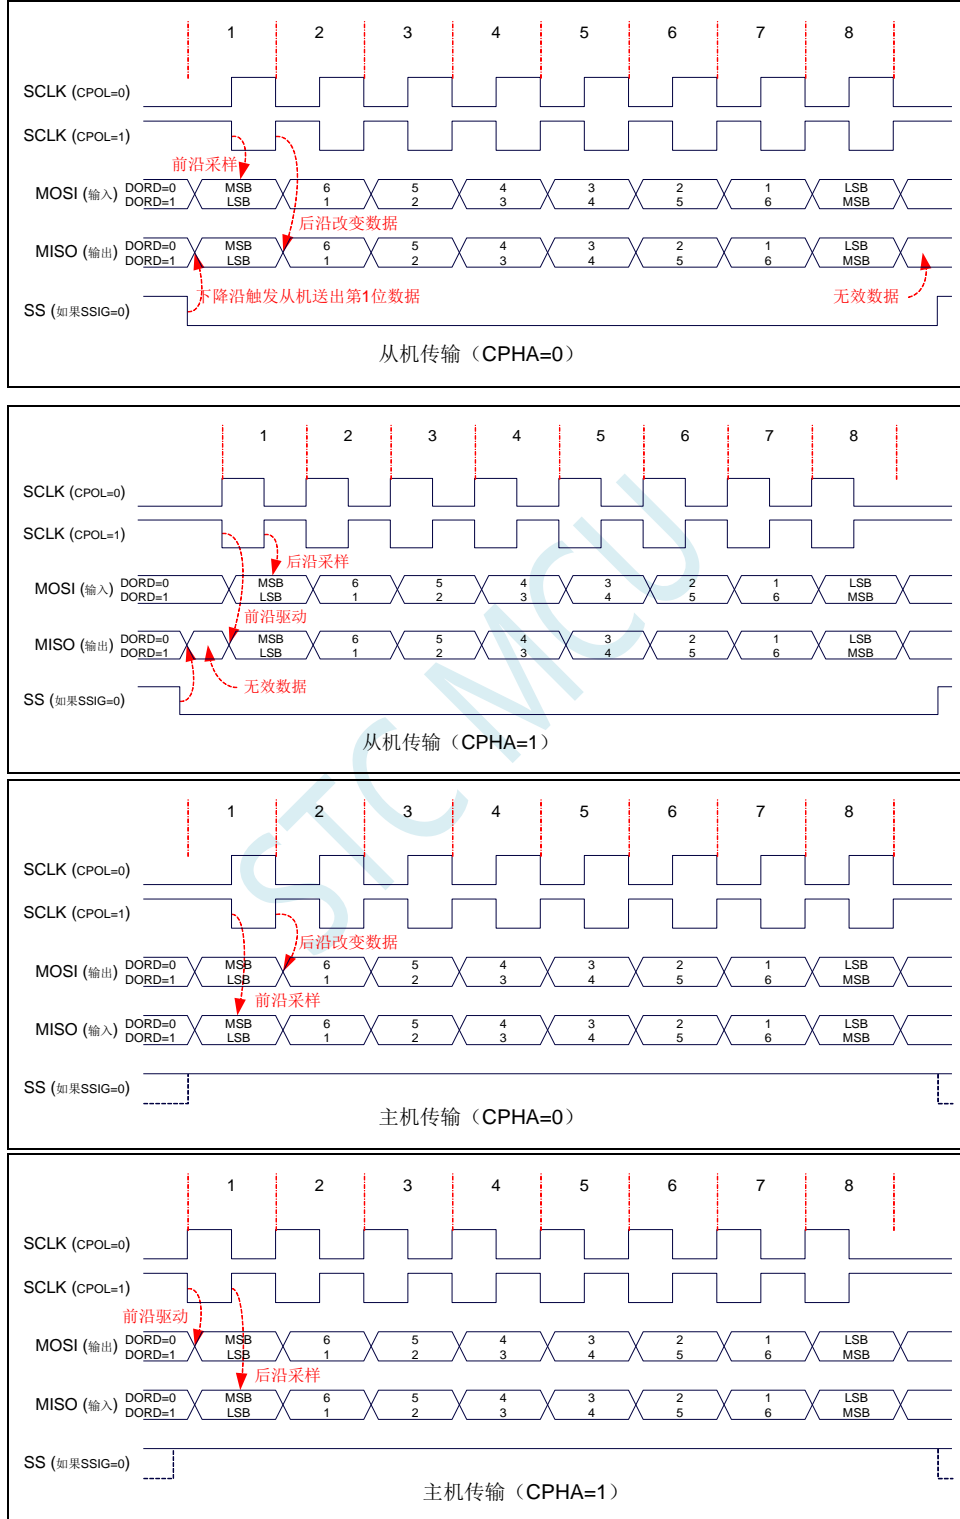 1 2 3 4 5 6 7 8
SCLK (CPOL=0)
SCLK (CPOL=1)
前沿采样
MOSI (输入) DORD=0 MSB 6 5 4 3 2 1 LSB
DORD=1 LSB 1 2 3 4 5 6 MSB
后沿改变数据
MISO (输出) DORD=0 MSB 6 5 4 3 2 1 LSB
DORD=1 LSB 1 2 3 4 5 6 MSB
下降沿触发从机送出第1位数据 无效数据
SS (如果SSIG=0)
从机传输（CPHA=0）
1 2 3 4 5 6 7 8
SCLK (CPOL=0)
SCLK (CPOL=1)
后沿采样
MOSI (输入) DORD=0 MSB 6 5 4 3 2 1 LSB
DORD=1 LSB 1 2 3 4 5 6 MSB
前沿驱动
MISO (输出) DORD=0 MSB 6 5 4 3 2 1 LSB
DORD=1 LSB 1 2 3 4 5 6 MSB
无效数据
SS (如果SSIG=0)
从机传输（CPHA=1）
STC MCU
1 2 3 4 5 6 7 8
SCLK (CPOL=0)
SCLK (CPOL=1)
后沿改变数据
MOSI (输出) DORD=0 MSB 6 5 4 3 2 1 LSB
DORD=1 LSB 1 2 3 4 5 6 MSB
前沿采样
MISO (输入) DORD=0 MSB 6 5 4 3 2 1 LSB
DORD=1 LSB 1 2 3 4 5 6 MSB
SS (如果SSIG=0)
主机传输（CPHA=0）
1 2 3 4 5 6 7 8
SCLK (CPOL=0)
SCLK (CPOL=1)
前沿驱动
MOSI (输出) DORD=0 MSB 6 5 4 3 2 1 LSB
DORD=1 LSB 1 2 3 4 5 6 MSB
后沿采样
MISO (输入) DORD=0 MSB 6 5 4 3 2 1 LSB
DORD=1 LSB 1 2 3 4 5 6 MSB
SS (如果SSIG=0)
主机传输（CPHA=1）